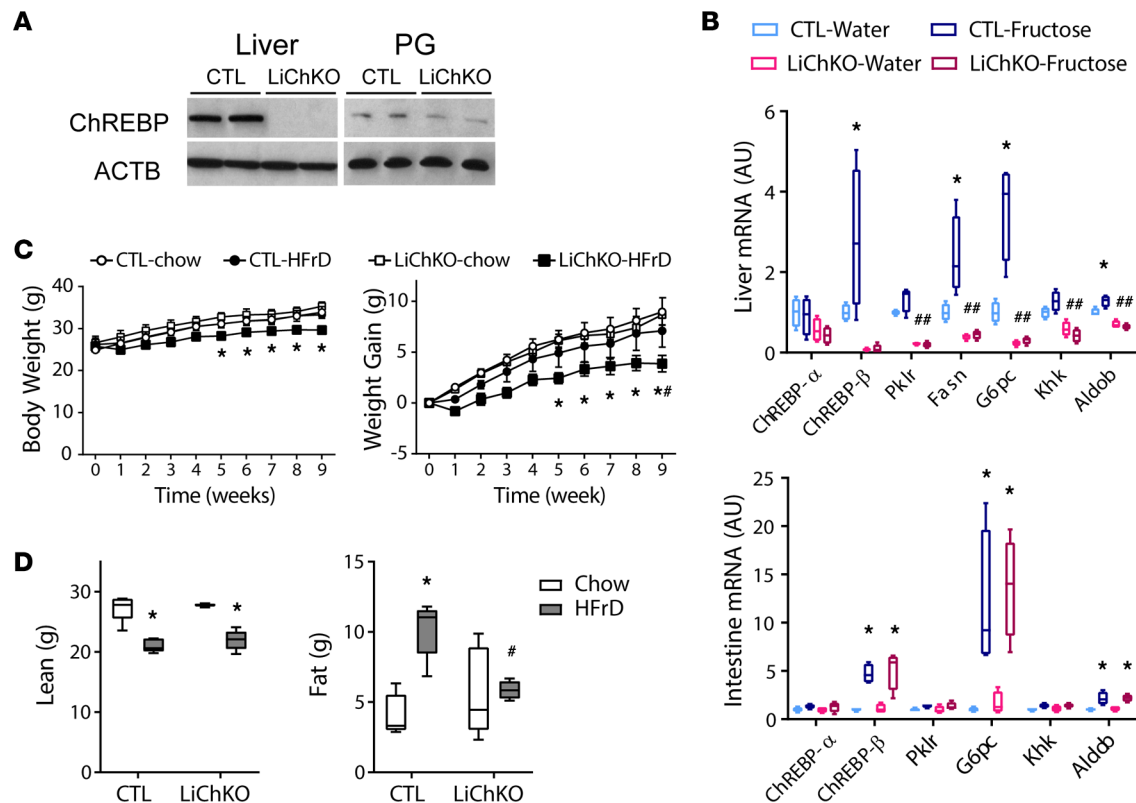 A
Liver PG
CTL LiChKO CTL LiChKO
ChREBP
ACTB
B
CTL-Water CTL-Fructose
LiChKO-Water LiChKO-Fructose
Liver mRNA (AU)
6
4
2
0
* * * *
## ## ## ## ##
ChREBP-α ChREBP-β Pklr Fasn G6pc Khk Aldob
Intestine mRNA (AU)
25
20
15
10
5
0
* * * * * *
ChREBP-α ChREBP-β Pklr G6pc Khk Aldob
C
CTL-chow CTL-HFrD LiChKO-chow LiChKO-HFrD
Body Weight (g)
40
30
20
10
0
* * * * *
0 1 2 3 4 5 6 7 8 9
Time (weeks)
Weight Gain (g)
10
5
0
-5
* * * * *#
0 1 2 3 4 5 6 7 8 9
Time (week)
D
Lean (g)
30
20
10
0
* *
CTL LiChKO
Fat (g)
15
10
5
0
* #
CTL LiChKO
Chow
HFrD